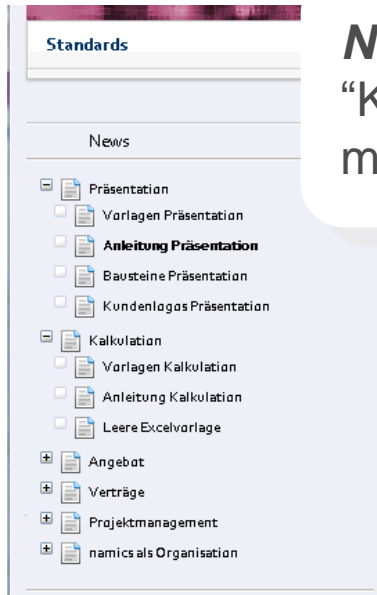 Standards
News
Präsentation
Vorlagen Präsentation
Anleitung Präsentation
Bausteine Präsentation
Kundenlogos Präsentation
Kalkulation
Vorlagen Kalkulation
Anleitung Kalkulation
Leere Excelvorlage
Angebot
Verträge
Projektmanagement
namics als Organisation